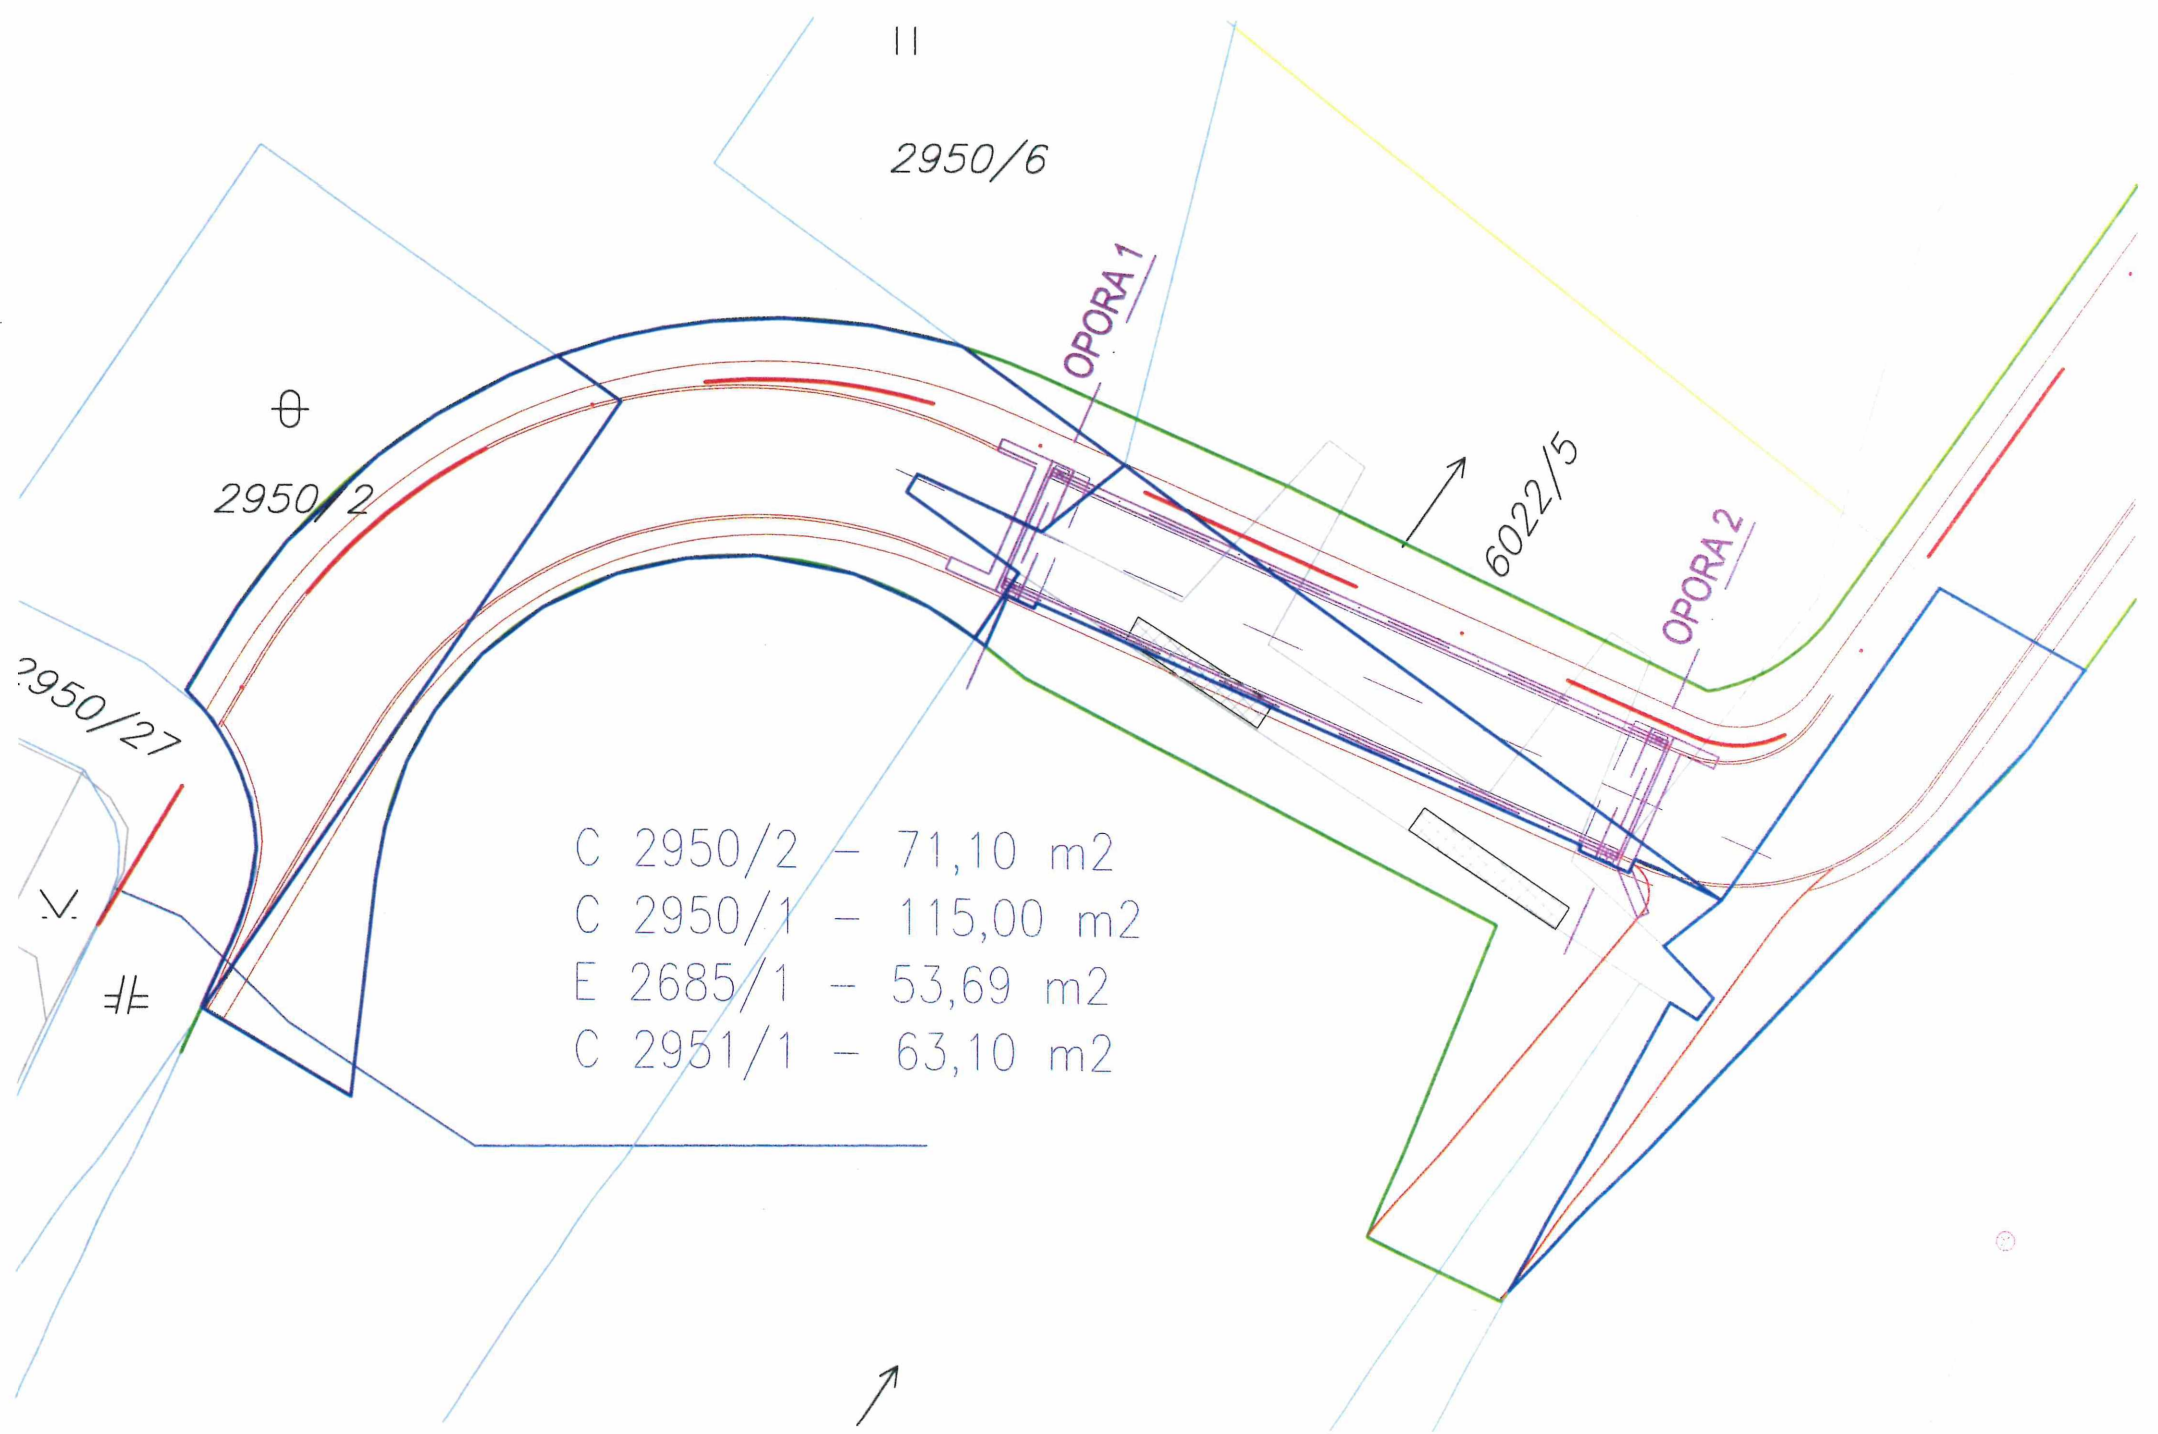 2950/6
OPORA 1
2950/2
6022/5
OPORA 2
2950/27
C 2950/2 – 71,10 m2
C 2950/1 – 115,00 m2
E 2685/1 – 53,69 m2
C 2951/1 – 63,10 m2